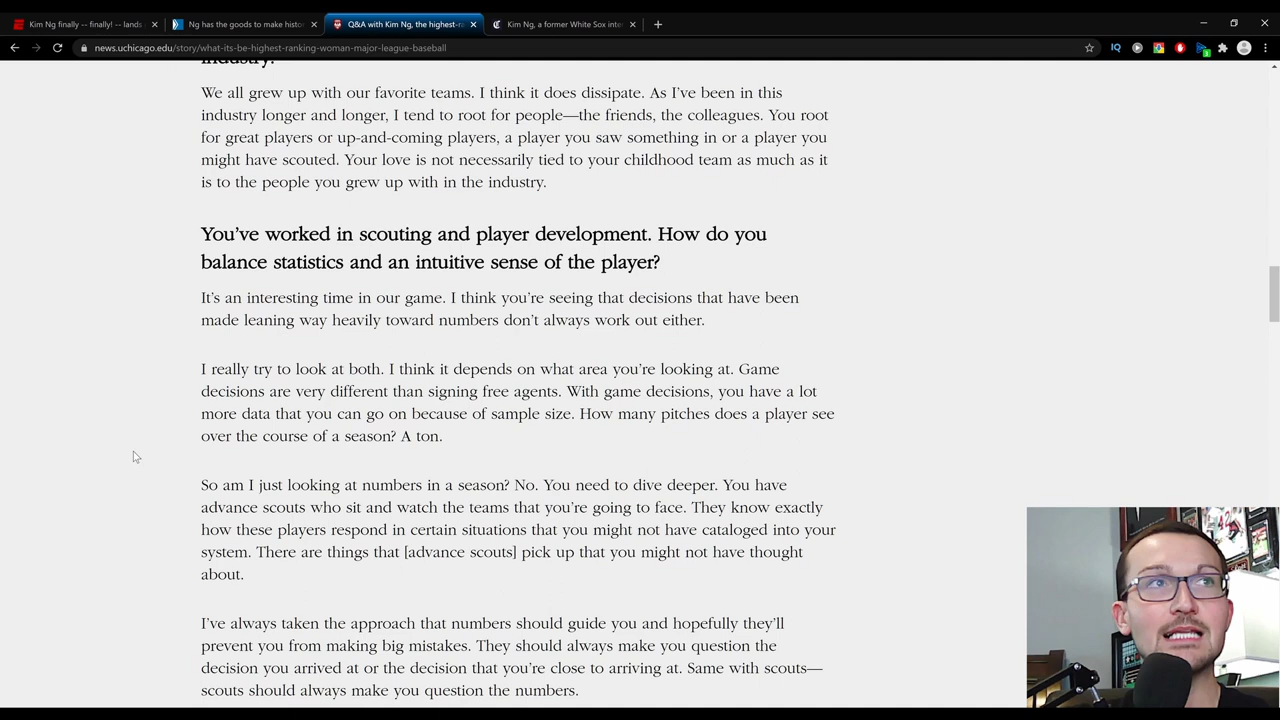 Kim Ng finally -- finally! -- lands
Ng has the goods to make histor
Q&A with Kim Ng, the highest-ra
Kim Ng, a former White Sox inter
news.uchicago.edu/story/what-its-be-highest-ranking-woman-major-league-baseball
IQ
3
industry?
We all grew up with our favorite teams. I think it does dissipate. As I've been in this
industry longer and longer, I tend to root for people—the friends, the colleagues. You root
for great players or up-and-coming players, a player you saw something in or a player you
might have scouted. Your love is not necessarily tied to your childhood team as much as it
is to the people you grew up with in the industry.
You've worked in scouting and player development. How do you
balance statistics and an intuitive sense of the player?
It's an interesting time in our game. I think you're seeing that decisions that have been
made leaning way heavily toward numbers don't always work out either.
I really try to look at both. I think it depends on what area you're looking at. Game
decisions are very different than signing free agents. With game decisions, you have a lot
more data that you can go on because of sample size. How many pitches does a player see
over the course of a season? A ton.
So am I just looking at numbers in a season? No. You need to dive deeper. You have
advance scouts who sit and watch the teams that you're going to face. They know exactly
how these players respond in certain situations that you might not have cataloged into your
system. There are things that [advance scouts] pick up that you might not have thought
about.
I've always taken the approach that numbers should guide you and hopefully they'll
prevent you from making big mistakes. They should always make you question the
decision you arrived at or the decision that you're close to arriving at. Same with scouts—
scouts should always make you question the numbers.